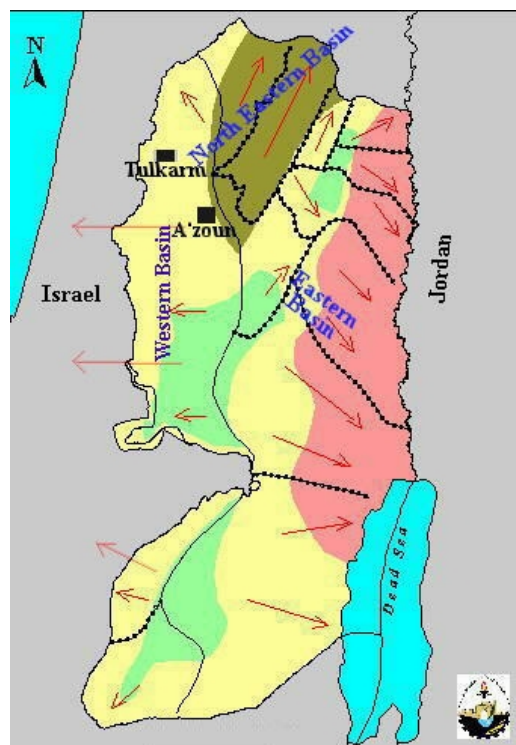 N
North Eastern Basin
Tulkarm
A'zoun
Western Basin
Israel
Jordan
Eastern
Basin
Dead Sea